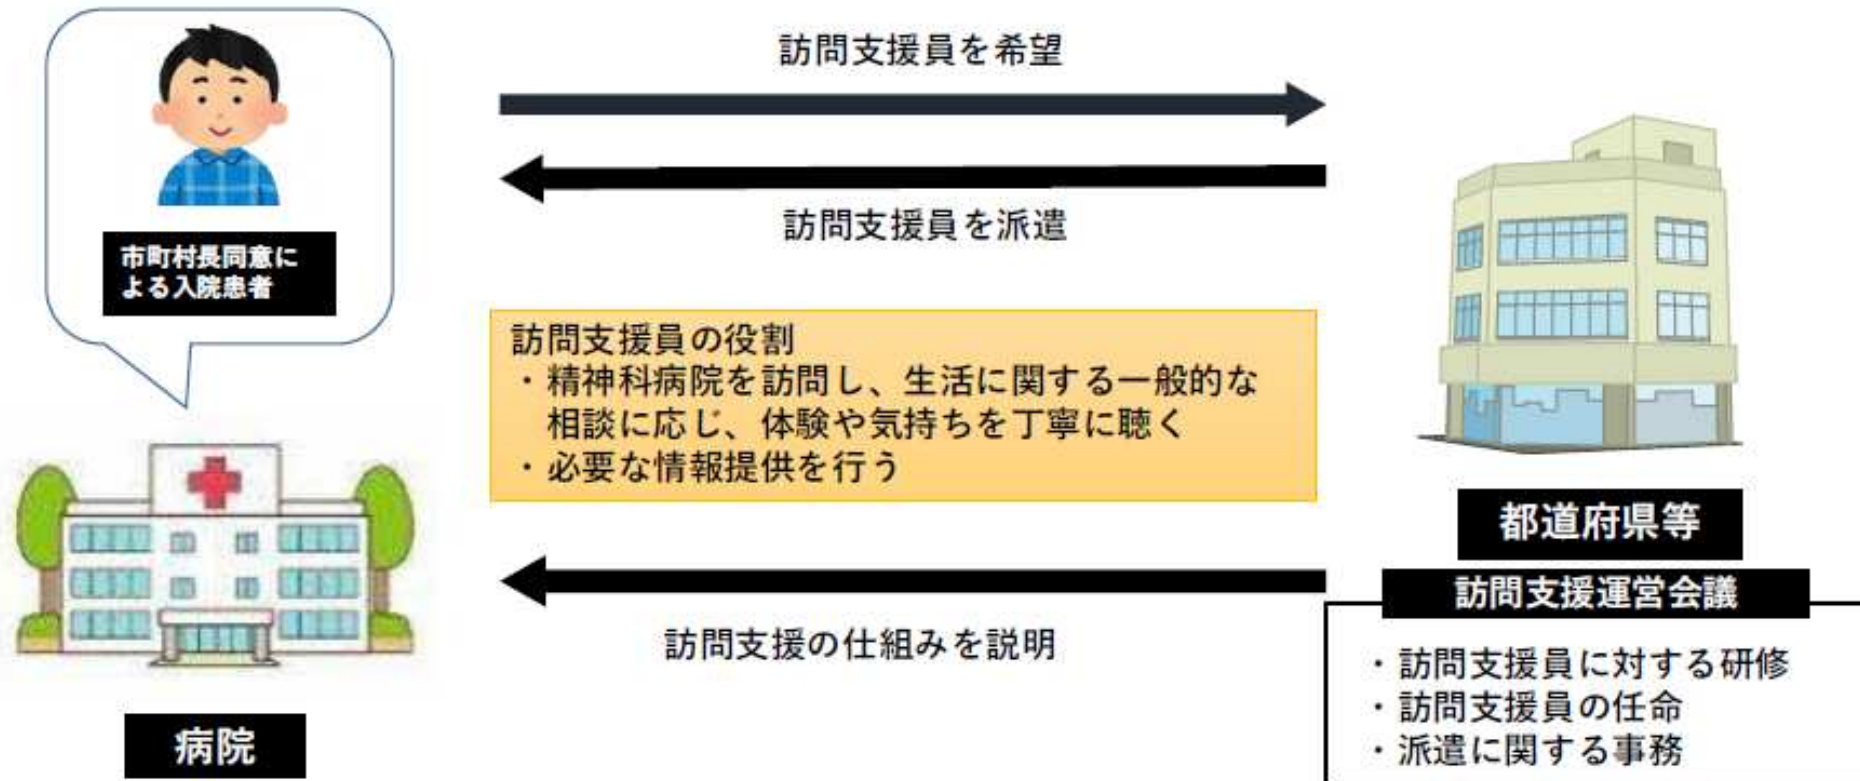 訪問支援員を希望
訪問支援員を派遣
市町村長同意に
よる入院患者
訪問支援員の役割
・精神科病院を訪問し、生活に関する一般的な
相談に応じ、体験や気持ちを丁寧に聴く
・必要な情報提供を行う
都道府県等
訪問支援運営会議
訪問支援の仕組みを説明
・訪問支援員に対する研修
・訪問支援員の任命
・派遣に関する事務
病院